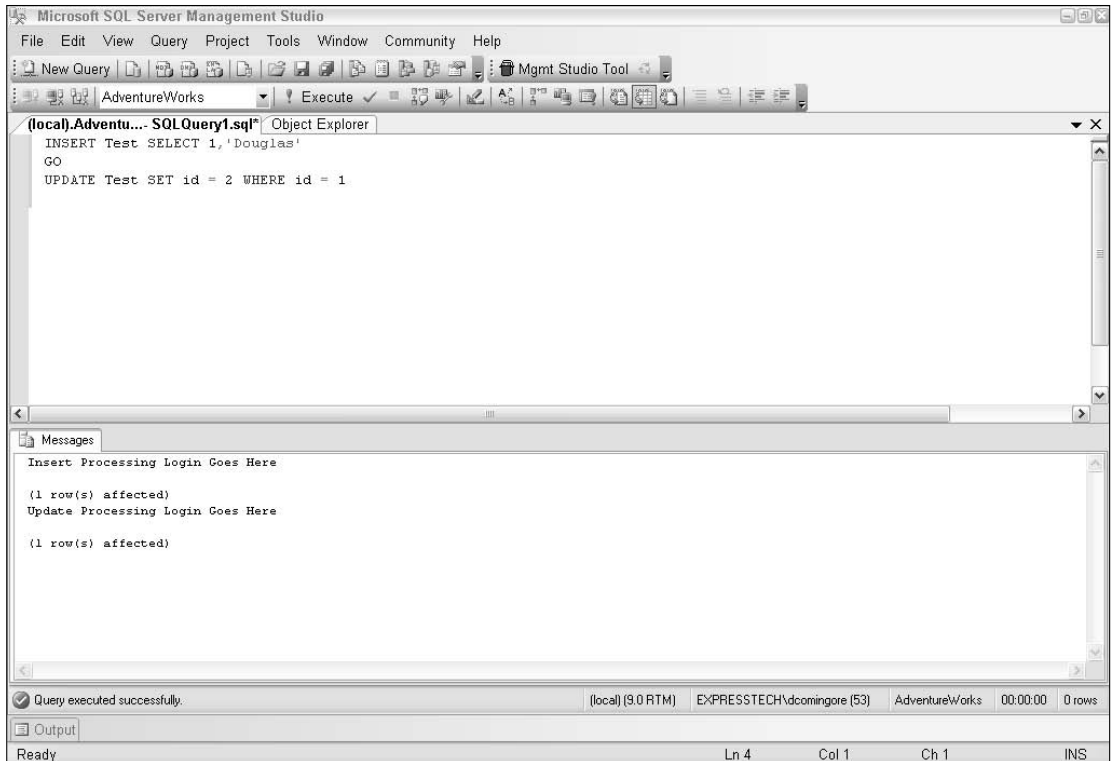 Microsoft SQL Server Management Studio
File Edit View Query Project Tools Window Community Help
New Query Mgmt Studio Tool
AdventureWorks Execute
(local).Adventu...- SQLQuery1.sql* Object Explorer
INSERT Test SELECT 1,'Douglas'
GO
UPDATE Test SET id = 2 WHERE id = 1
Messages
Insert Processing Login Goes Here
(1 row(s) affected)
Update Processing Login Goes Here
(1 row(s) affected)
Query executed successfully. (local) (9.0 RTM) EXPRESSTECH\dcomingore (53) AdventureWorks 00:00:00 0 rows
Output
Ready Ln 4 Col 1 Ch 1 INS